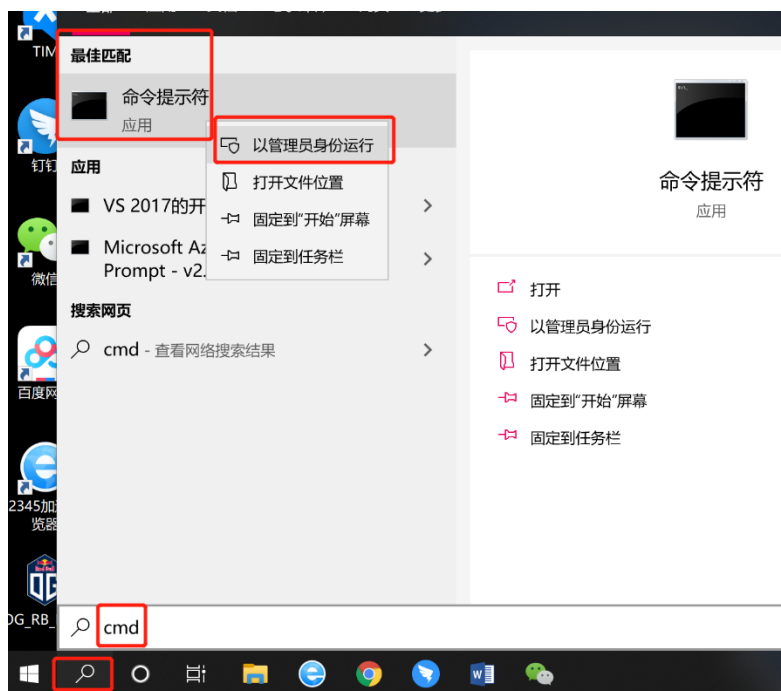 TIM
最佳匹配
命令提示符
应用
以管理员身份运行
打开文件位置
固定到"开始"屏幕
固定到任务栏
钉钉
应用
VS 2017的开
Microsoft Az
Prompt - v2.
微信
搜索网页
cmd - 查看网络搜索结果
百度网
2345加
览器
OG
OG_RB_
cmd
命令提示符
应用
打开
以管理员身份运行
打开文件位置
固定到"开始"屏幕
固定到任务栏